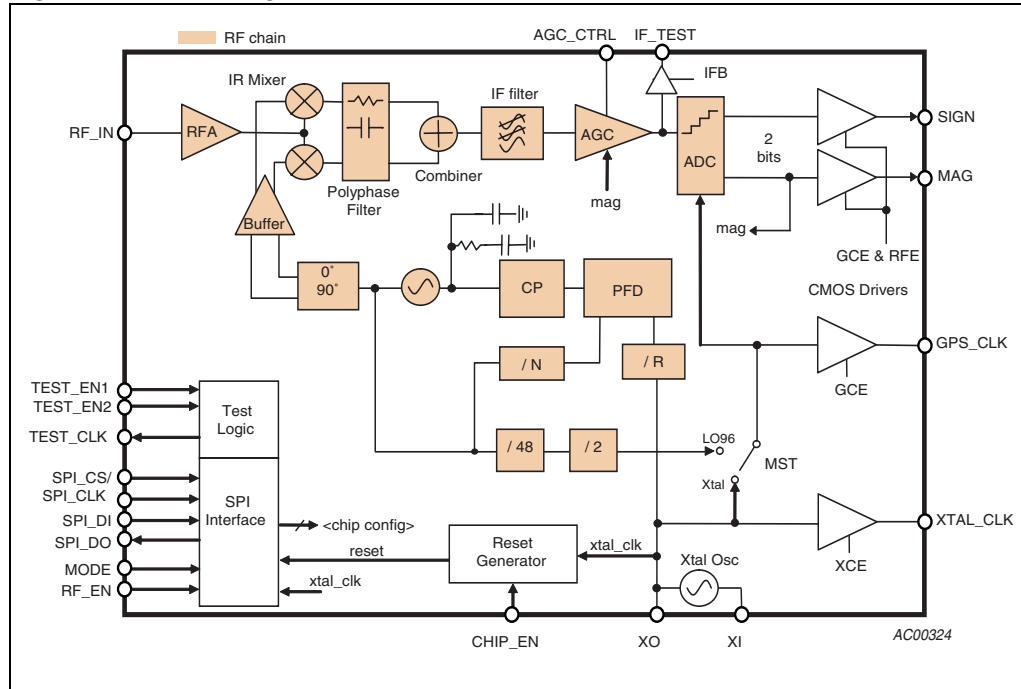 RF chain
AGC_CTRL
IF_TEST
IR Mixer
IFB
IF filter
RF_IN
RFA
AGC
ADC
2
bits
SIGN
MAG
Combiner
Polyphase
Filter
mag
mag
Buffer
GCE & RFE
CMOS Drivers
0°
90°
CP
PFD
GPS_CLK
/ N
/ R
GCE
TEST_EN1
TEST_EN2
TEST_CLK
Test
Logic
/ 48
/ 2
LO96
MST
Xtal
SPI_CS/
SPI_CLK
SPI_DI
SPI_DO
MODE
RF_EN
SPI
Interface
<chip config>
reset
xtal_clk
Reset
Generator
xtal_clk
Xtal Osc
XCE
XTAL_CLK
CHIP_EN
XO
XI
AC00324